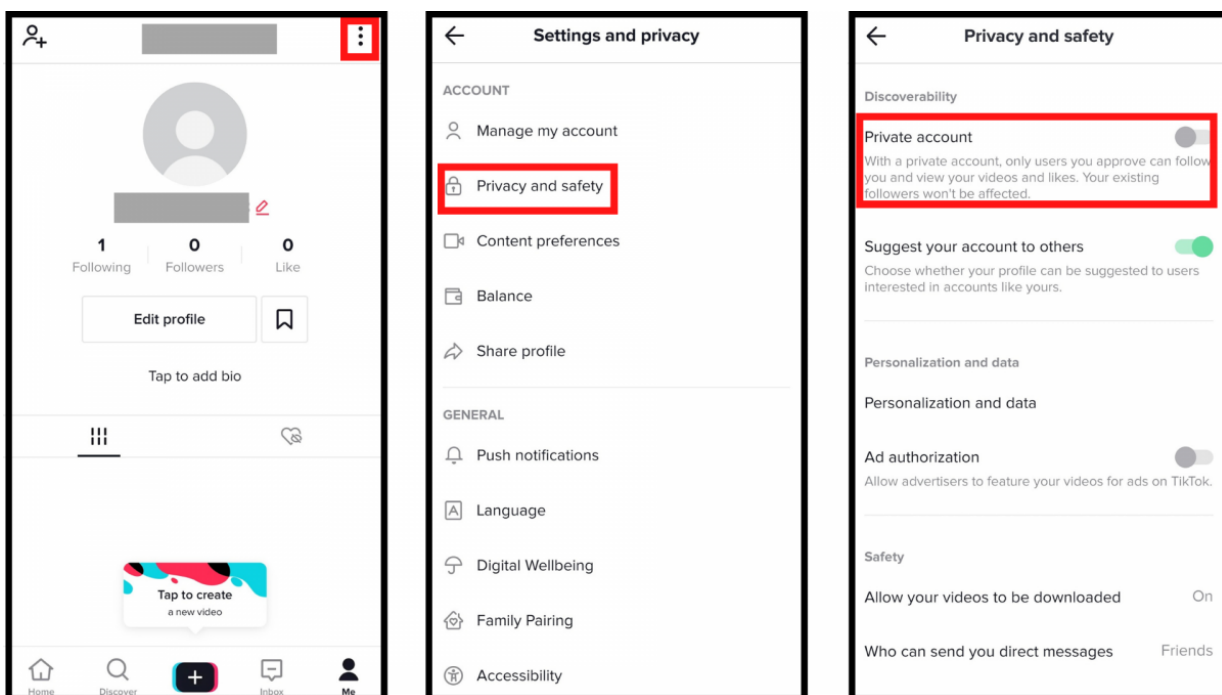 1
0
0
Following
Followers
Like
Edit profile
Tap to add bio
Tap to create
a new video
Home
Discover
Inbox
Me
Settings and privacy
ACCOUNT
Manage my account
Privacy and safety
Content preferences
Balance
Share profile
GENERAL
Push notifications
A Language
Digital Wellbeing
Family Pairing
Accessibility
Privacy and safety
Discoverability
Private account
With a private account, only users you approve can follow
you and view your videos and likes. Your existing
followers won't be affected.
Suggest your account to others
Choose whether your profile can be suggested to users
interested in accounts like yours.
Personalization and data
Personalization and data
Ad authorization
Allow advertisers to feature your videos for ads on TikTok.
Safety
Allow your videos to be downloaded On
Who can send you direct messages Friends